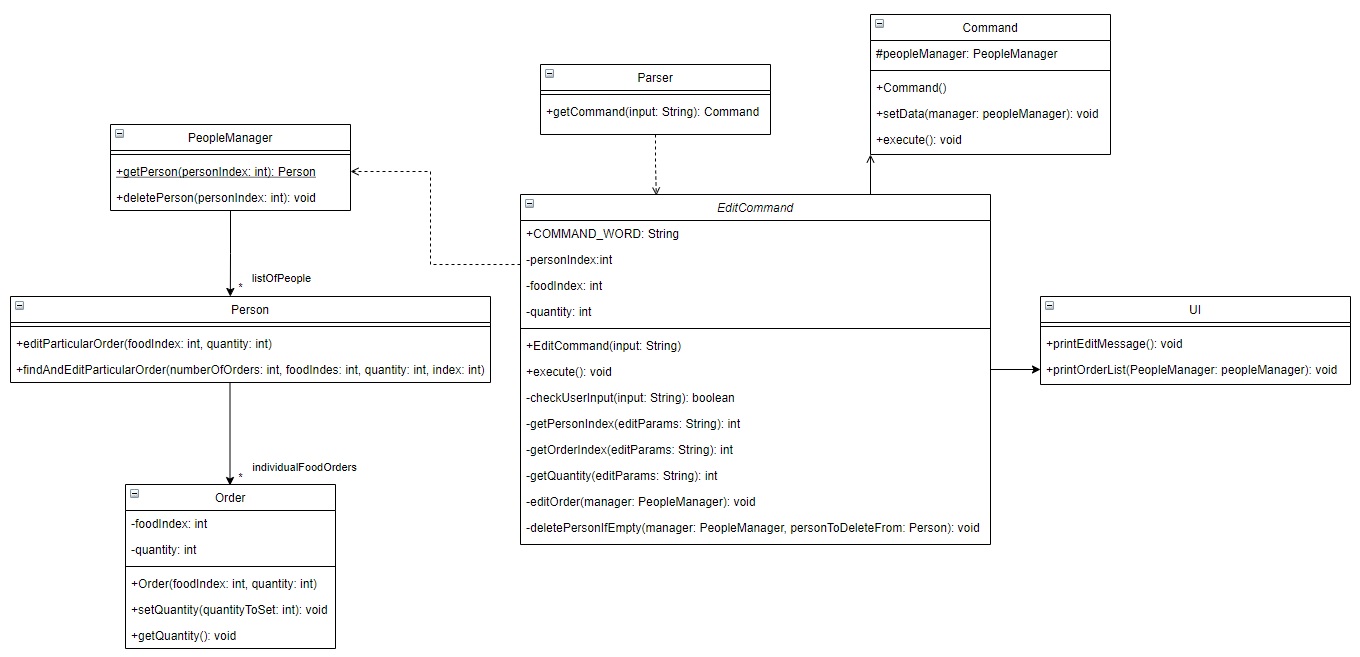 Command
#peopleManager: PeopleManager
+Command()
+setData(manager: peopleManager): void
+execute(): void
Parser
+getCommand(input: String): Command
PeopleManager
+getPerson(personIndex: int): Person
+deletePerson(personIndex: int): void
* listOfPeople
Person
+editParticularOrder(foodIndex: int, quantity: int)
+findAndEditParticularOrder(numberOfOrders: int, foodIndes: int, quantity: int, index: int)
* individualFoodOrders
Order
-foodIndex: int
-quantity: int
+Order(foodIndex: int, quantity: int)
+setQuantity(quantityToSet: int): void
+getQuantity(): void
EditCommand
+COMMAND_WORD: String
-personIndex:int
-foodIndex: int
-quantity: int
+EditCommand(input: String)
+execute(): void
-checkUserInput(input: String): boolean
-getPersonIndex(editParams: String): int
-getOrderIndex(editParams: String): int
-getQuantity(editParams: String): int
-editOrder(manager: PeopleManager): void
-deletePersonIfEmpty(manager: PeopleManager, personToDeleteFrom: Person): void
UI
+printEditMessage(): void
+printOrderList(PeopleManager: peopleManager): void